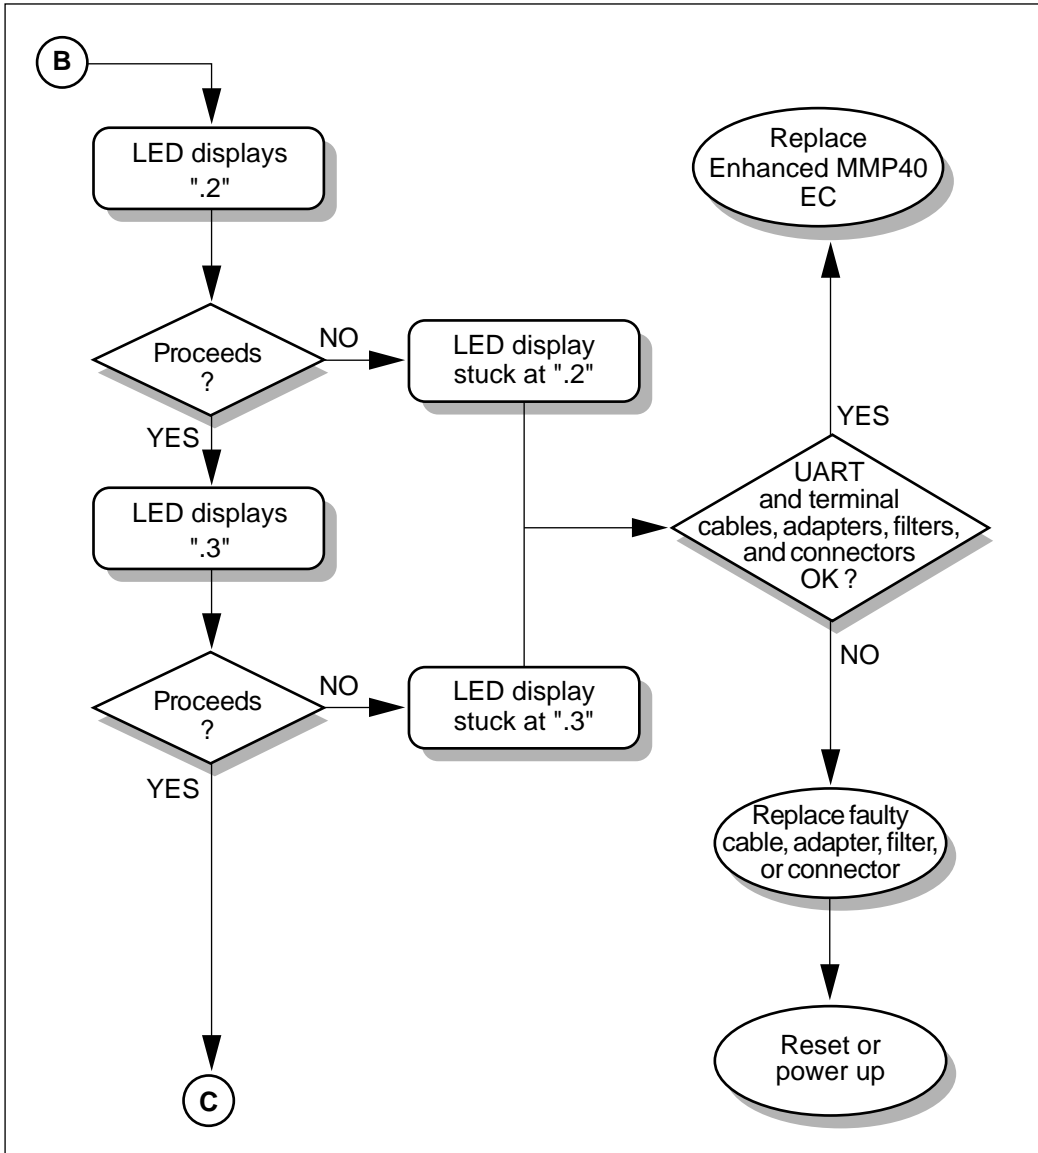 B
LED displays
".2"
Proceeds
?
NO
LED display
stuck at ".2"
YES
LED displays
".3"
Proceeds
?
NO
LED display
stuck at ".3"
YES
C
Replace
Enhanced MMP40
EC
YES
UART
and terminal
cables, adapters, filters,
and connectors
OK ?
NO
Replace faulty
cable, adapter, filter,
or connector
Reset or
power up